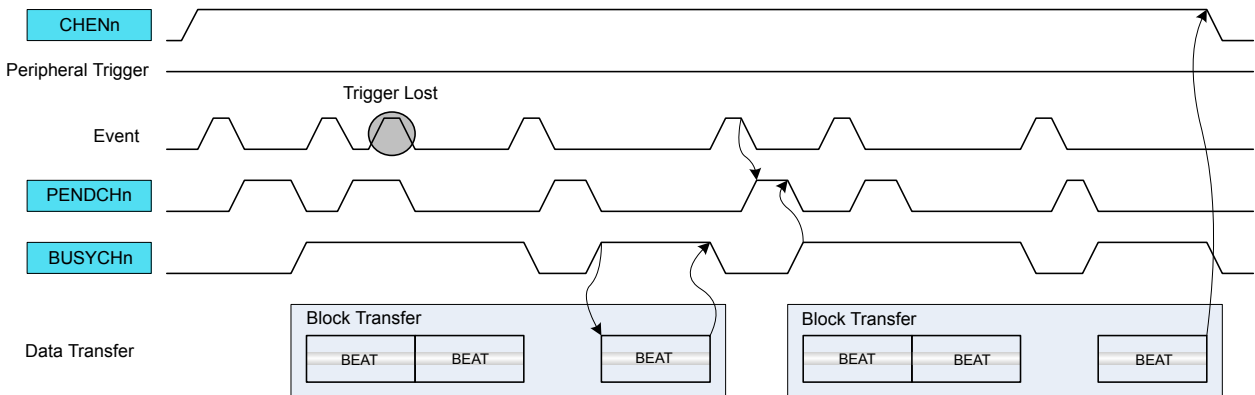 CHENn
Peripheral Trigger
Trigger Lost
Event
PENDCHn
BUSYCHn
Block Transfer
Block Transfer
Data Transfer
BEAT
BEAT
BEAT
BEAT
BEAT
BEAT